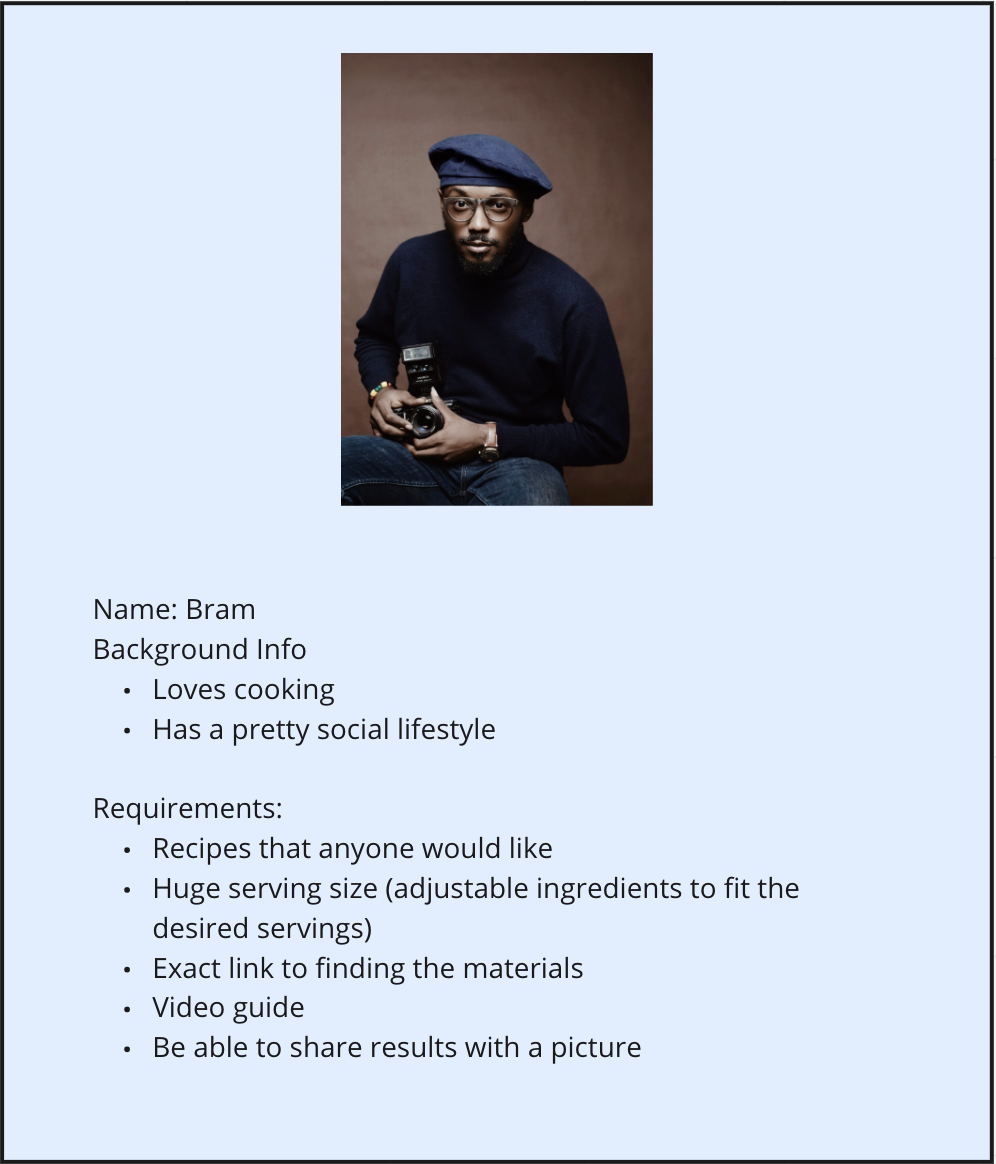 Name: Bram
Background Info
• Loves cooking
• Has a pretty social lifestyle
Requirements:
• Recipes that anyone would like
• Huge serving size (adjustable ingredients to fit the
desired servings)
• Exact link to finding the materials
• Video guide
• Be able to share results with a picture